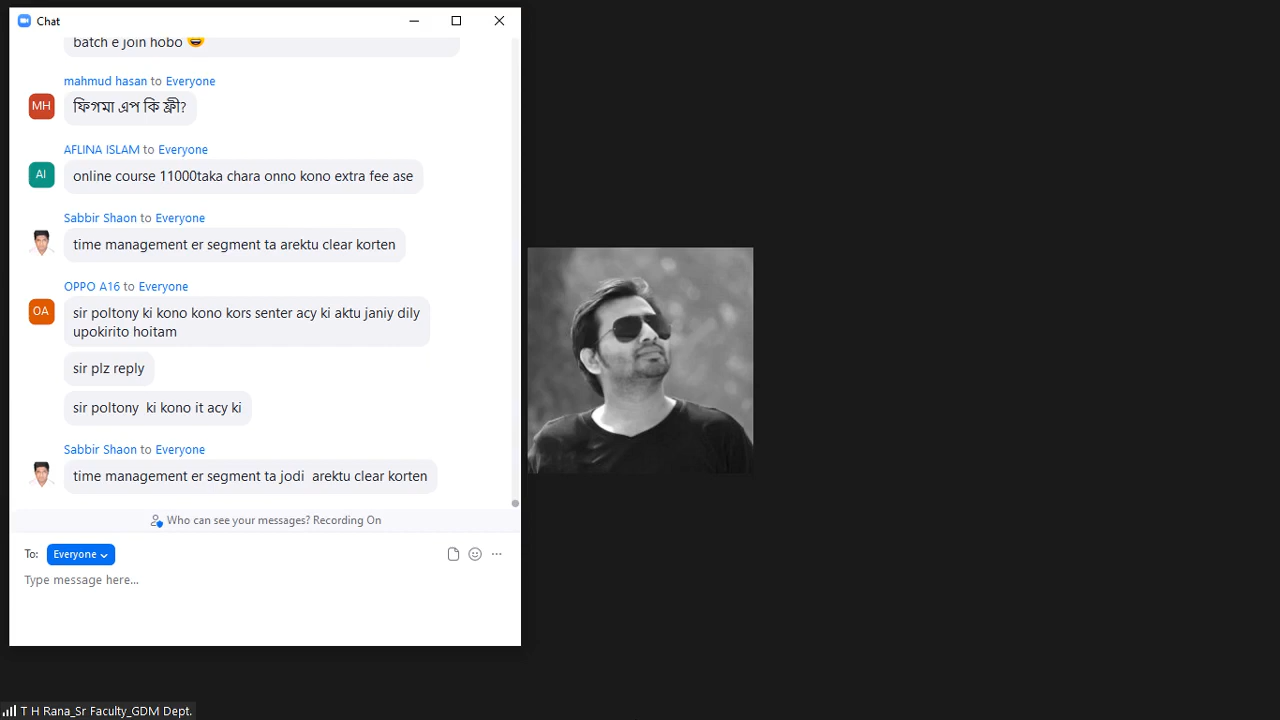 Chat
batch e join hobo 😄
mahmud hasan to Everyone
MH
ফিগমা এপ কি ফ্রী?
AFLINA ISLAM to Everyone
AI
online course 11000taka chara onno kono extra fee ase
Sabbir Shaon to Everyone
time management er segment ta arektu clear korten
OPPO A16 to Everyone
OA
sir poltony ki kono kono kors senter acy ki aktu janiy dily
upokirito hoitam
sir plz reply
sir poltony  ki kono it acy ki
Sabbir Shaon to Everyone
time management er segment ta jodi  arektu clear korten
Who can see your messages? Recording On
To: Everyone
Type message here...
T H Rana_Sr Faculty_GDM Dept.